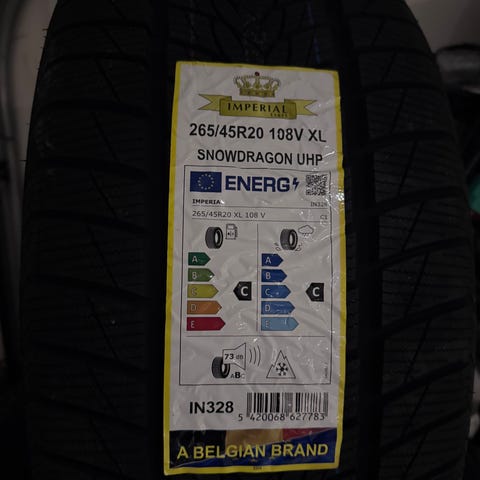 IMPERIAL
TYRES
265/45R20 108V XL
SNOWDRAGON UHP
ENERG
IMPERIAL
IN328
265/45R20 XL 108 V
C1
A
B
C
D
E
C
A
B
C
D
E
C
73 dB
ABC
IN328
5 420068 627783
A BELGIAN BRAND